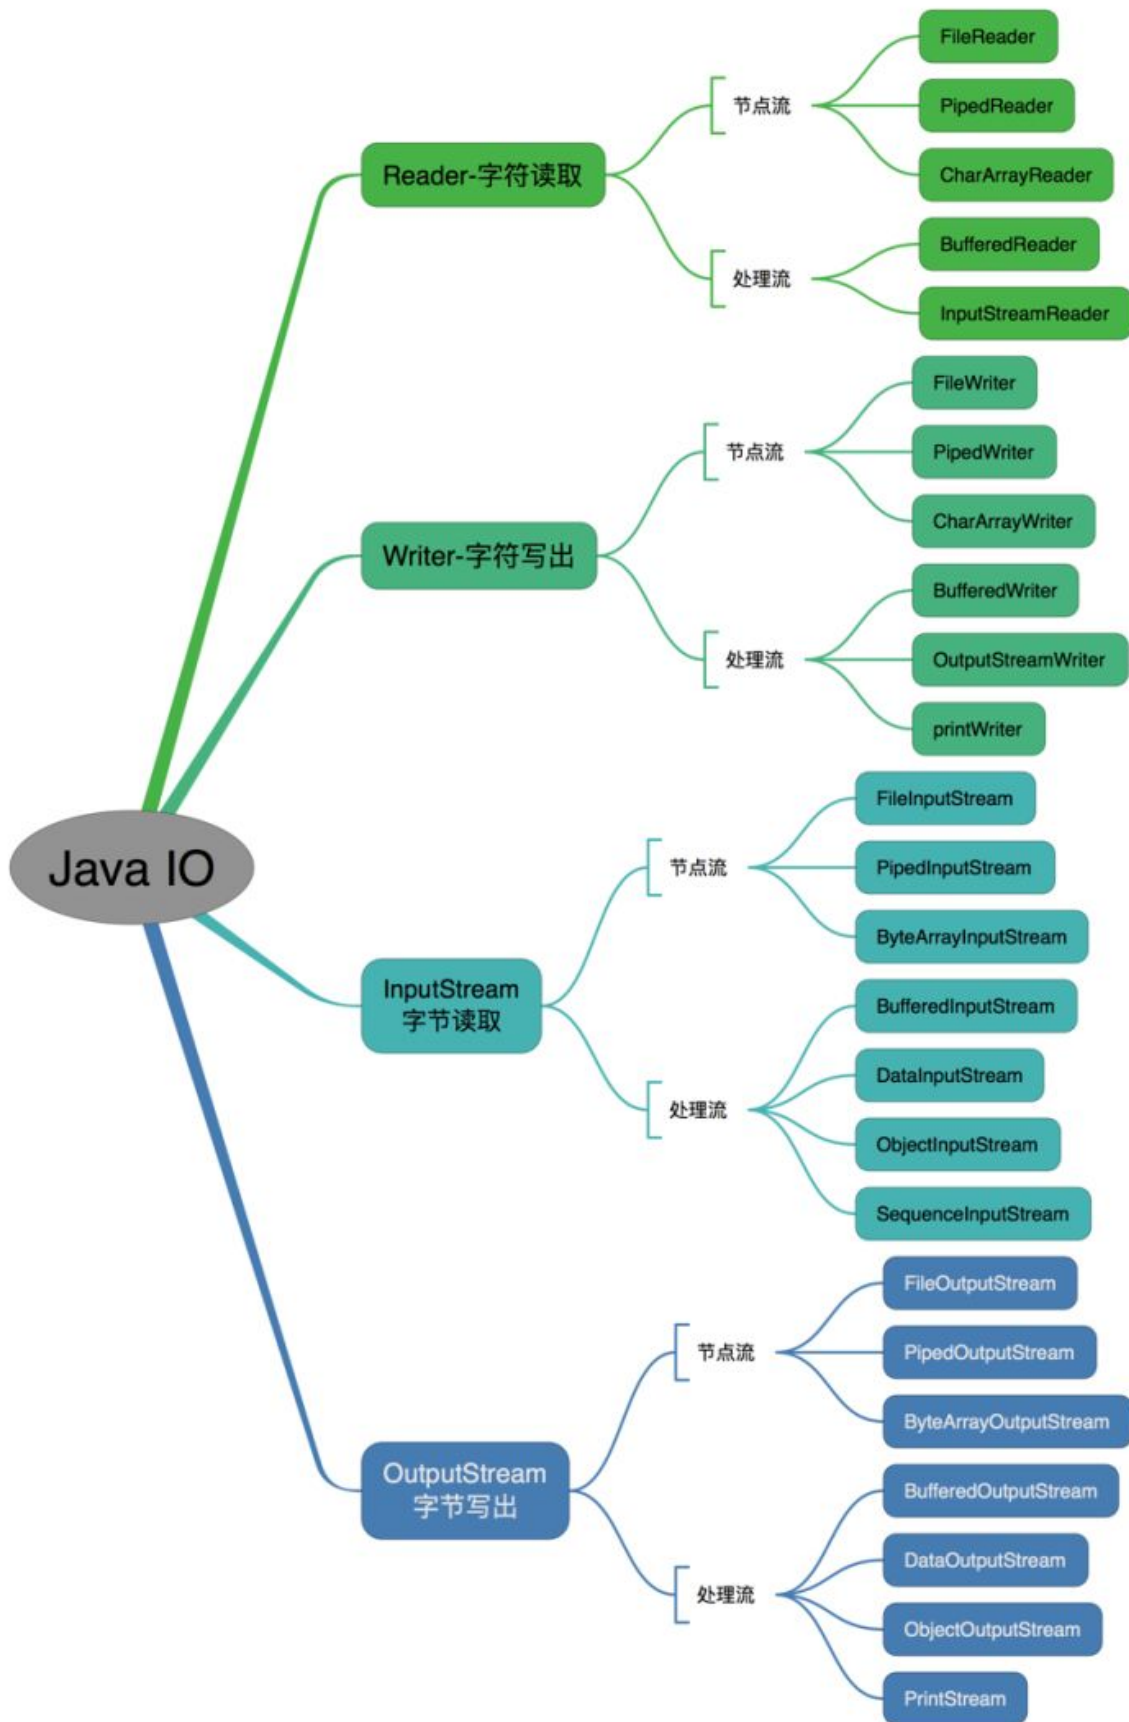 FileReader
节点流
PipedReader
CharArrayReader
Reader-字符读取
BufferedReader
处理流
InputStreamReader
FileWriter
节点流
PipedWriter
CharArrayWriter
Writer-字符写出
BufferedWriter
处理流
OutputStreamWriter
printWriter
Java IO
FileInputStream
节点流
PipedInputStream
ByteArrayInputStream
InputStream
字节读取
BufferedInputStream
DataInputStream
处理流
ObjectInputStream
SequenceInputStream
FileOutputStream
节点流
PipedOutputStream
ByteArrayOutputStream
OutputStream
字节写出
BufferedOutputStream
DataOutputStream
处理流
ObjectOutputStream
PrintStream